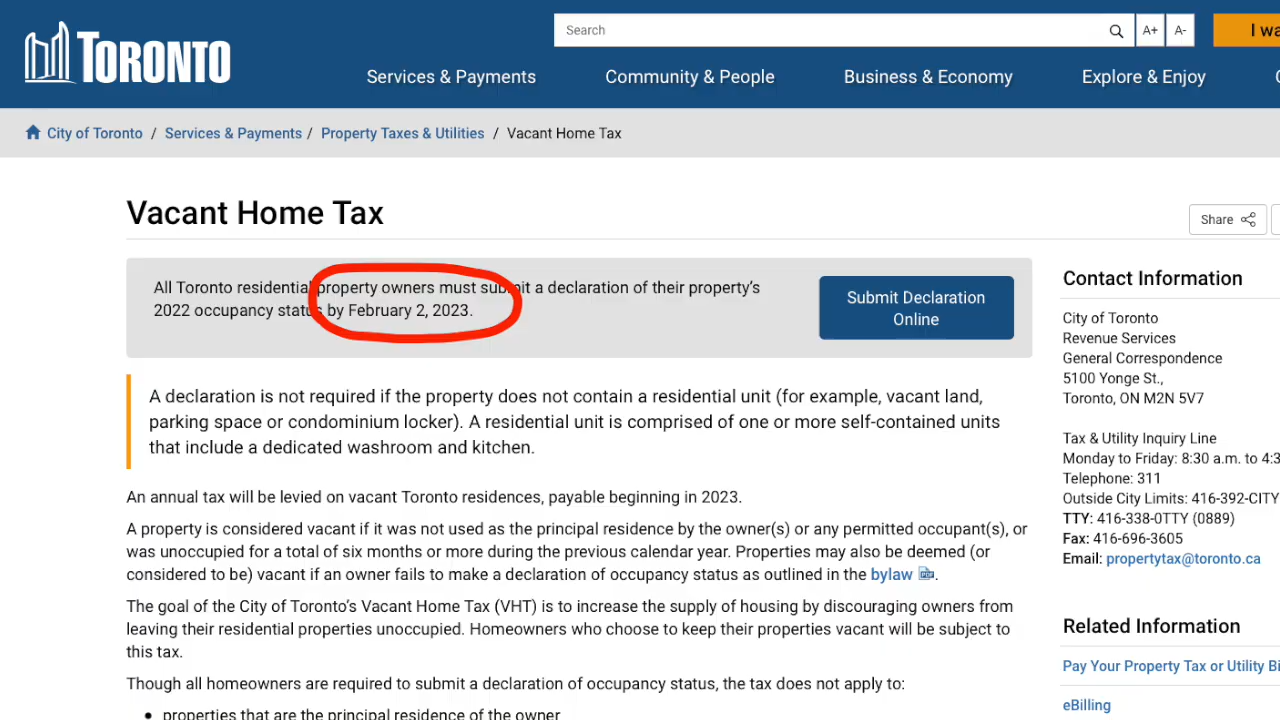 TORONTO
Search
A+
A-
I wa
Services & Payments
Community & People
Business & Economy
Explore & Enjoy
City of Toronto / Services & Payments / Property Taxes & Utilities / Vacant Home Tax
Vacant Home Tax
Share
All Toronto residential property owners must submit a declaration of their property’s
2022 occupancy status by February 2, 2023.
Submit Declaration
Online
A declaration is not required if the property does not contain a residential unit (for example, vacant land,
parking space or condominium locker). A residential unit is comprised of one or more self-contained units
that include a dedicated washroom and kitchen.
An annual tax will be levied on vacant Toronto residences, payable beginning in 2023.
A property is considered vacant if it was not used as the principal residence by the owner(s) or any permitted occupant(s), or
was unoccupied for a total of six months or more during the previous calendar year. Properties may also be deemed (or
considered to be) vacant if an owner fails to make a declaration of occupancy status as outlined in the bylaw.
The goal of the City of Toronto’s Vacant Home Tax (VHT) is to increase the supply of housing by discouraging owners from
leaving their residential properties unoccupied. Homeowners who choose to keep their properties vacant will be subject to
this tax.
Though all homeowners are required to submit a declaration of occupancy status, the tax does not apply to:
• properties that are the principal residence of the owner
Contact Information
City of Toronto
Revenue Services
General Correspondence
5100 Yonge St.,
Toronto, ON M2N 5V7
Tax & Utility Inquiry Line
Monday to Friday: 8:30 a.m. to 4:3
Telephone: 311
Outside City Limits: 416-392-CITY
TTY: 416-338-0TTY (0889)
Fax: 416-696-3605
Email: propertytax@toronto.ca
Related Information
Pay Your Property Tax or Utility Bi
eBilling